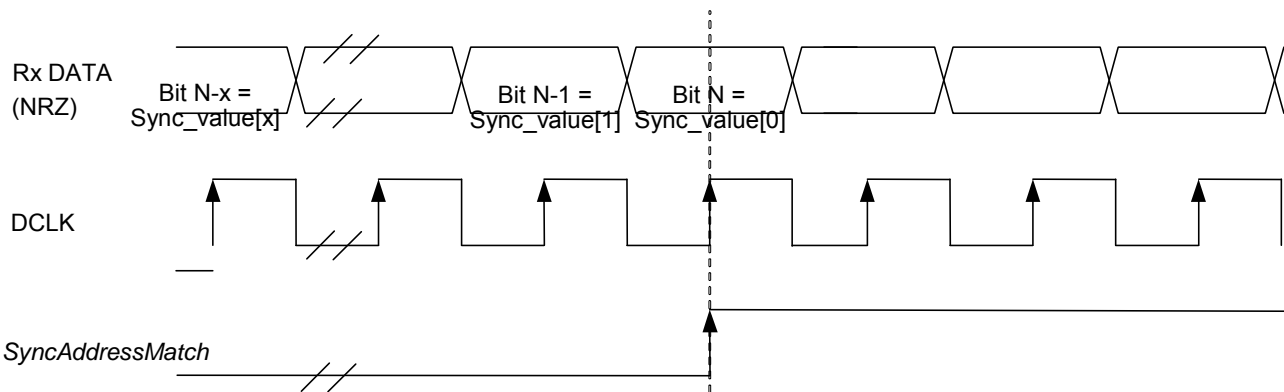 Rx DATA
(NRZ)
Bit N-x =
Sync_value[x]
Bit N-1 =
Sync_value[1]
Bit N =
Sync_value[0]
DCLK
SyncAddressMatch